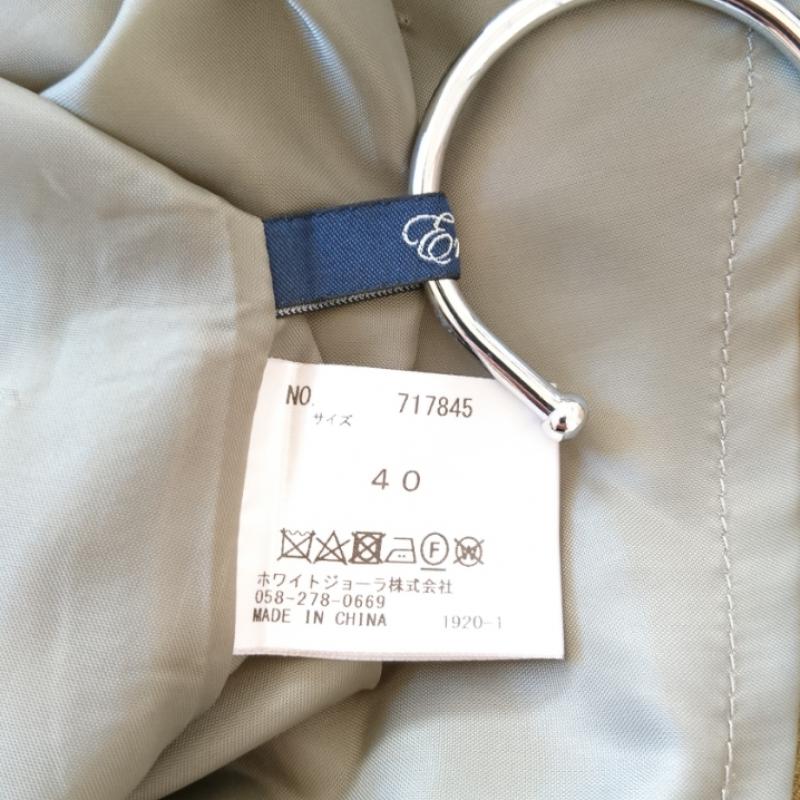 NO. 717845
サイズ
40
F
W
ホワイトジョーラ株式会社
058-278-0669
MADE IN CHINA 1920-1